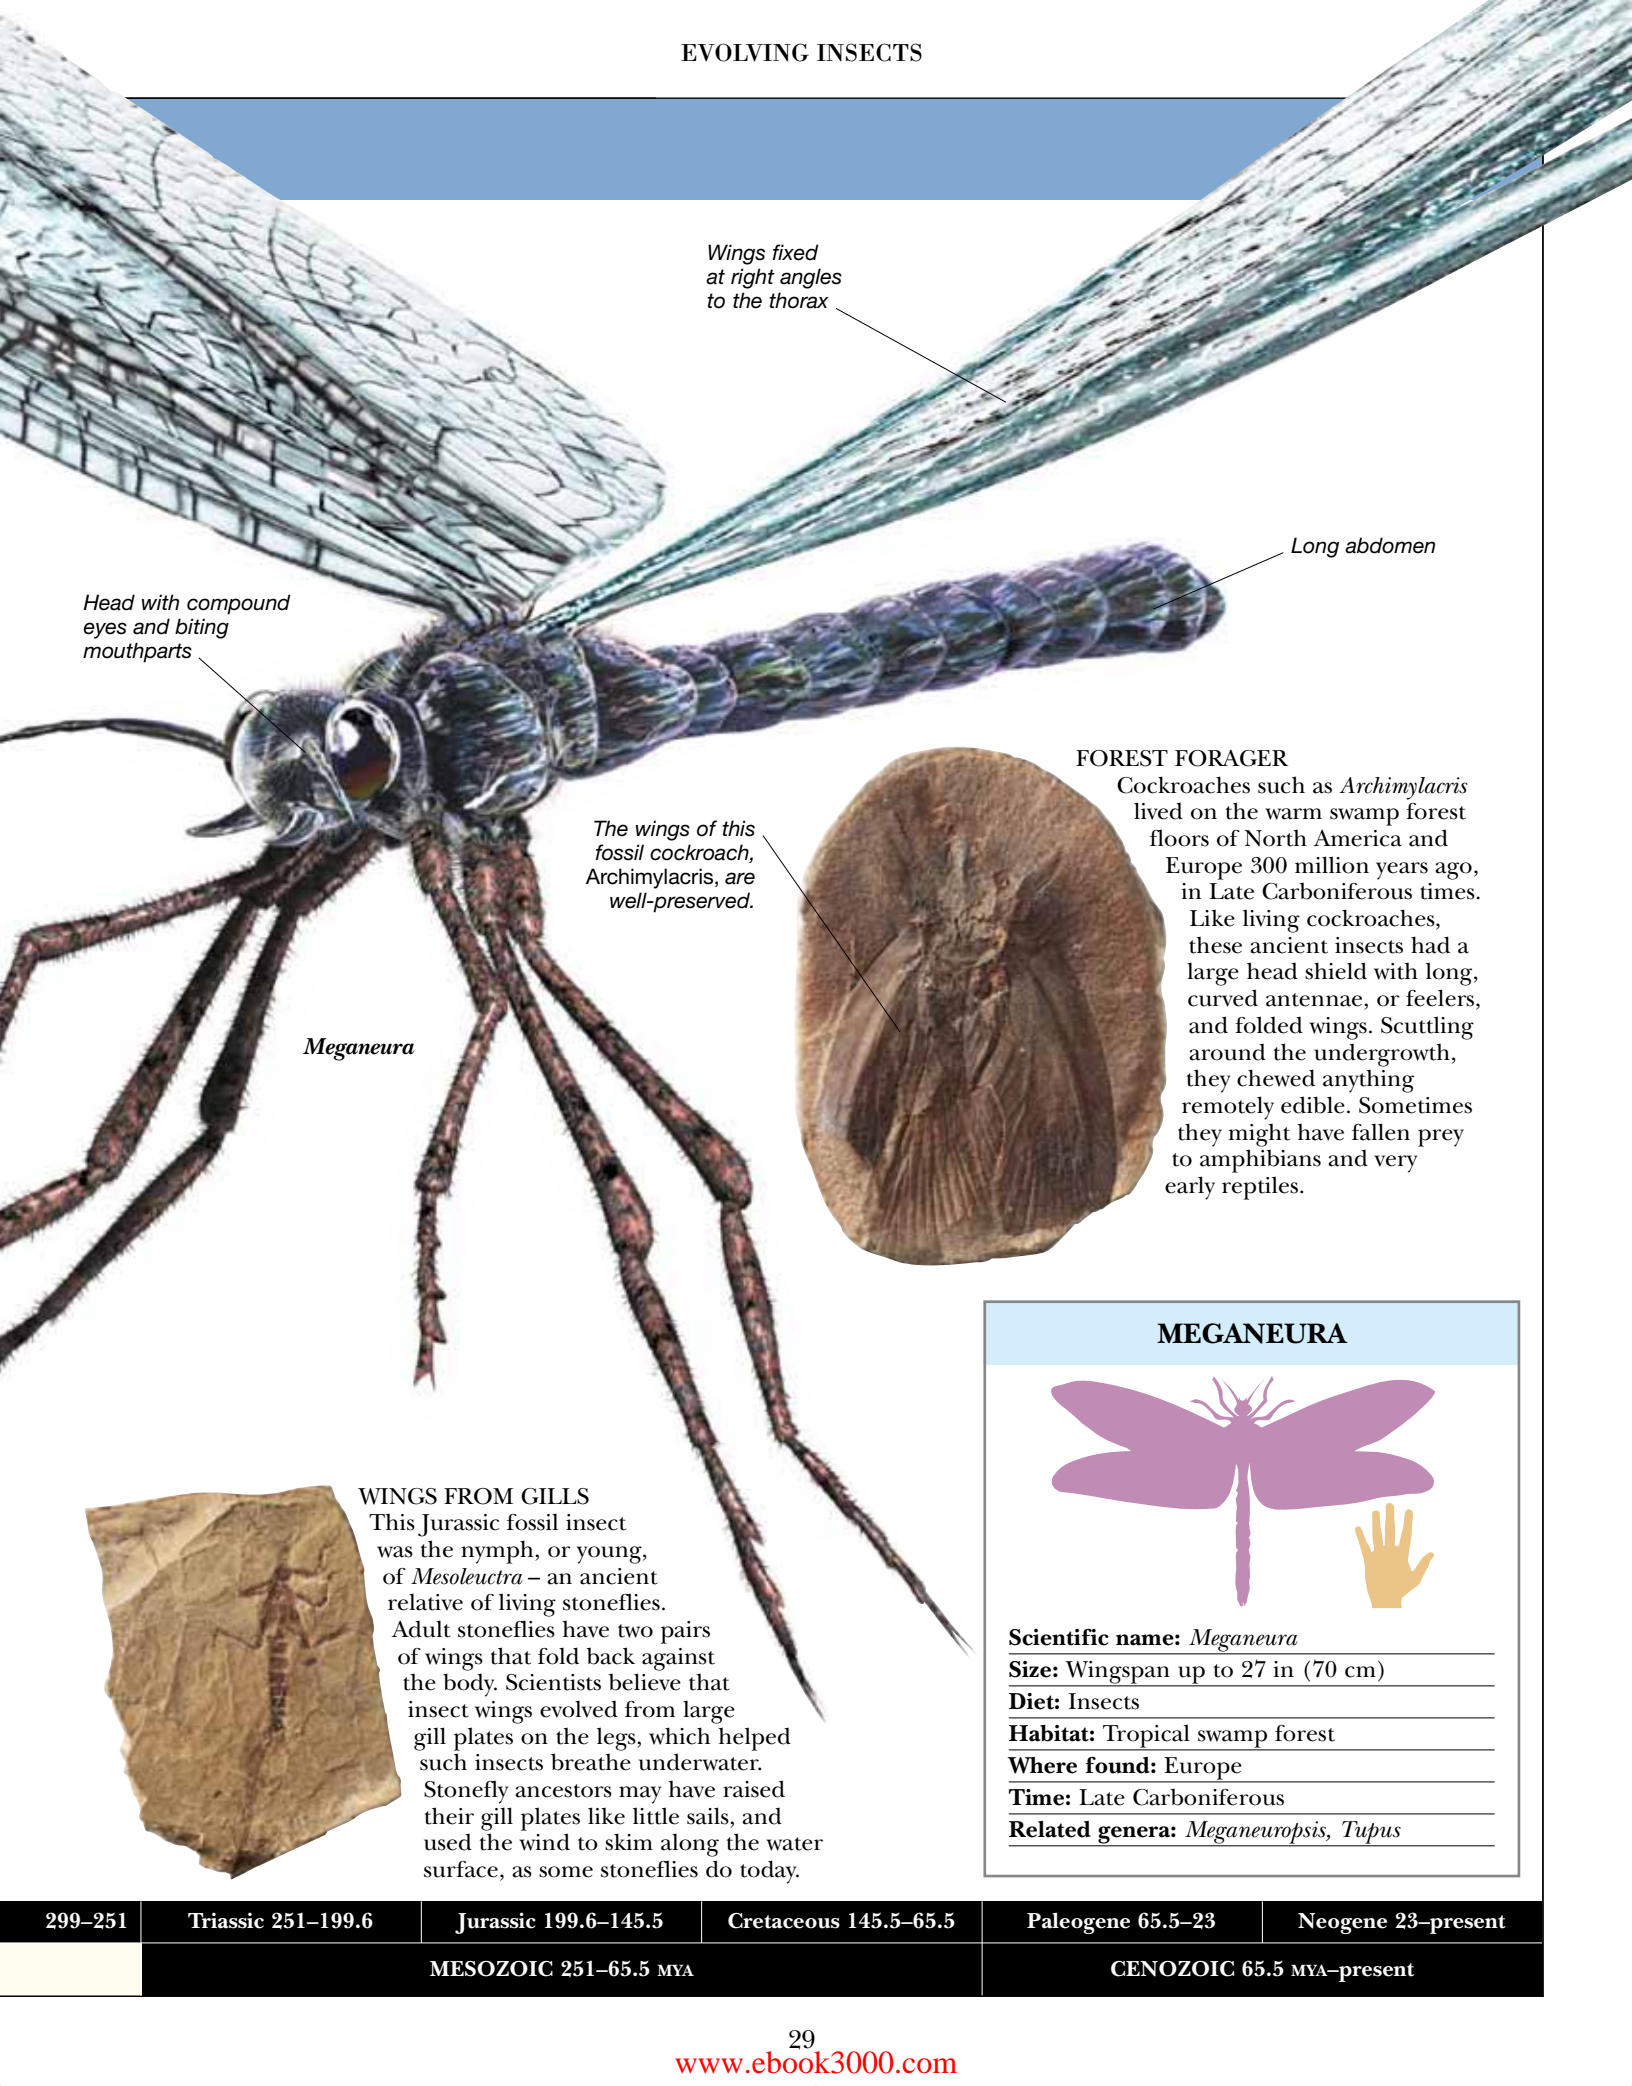 EVOLVING INSECTS
Wings fixed
at right angles
to the thorax
Long abdomen
Head with compound
eyes and biting
mouthparts
FOREST FORAGER
Cockroaches such as Archimylacris
lived on the warm swamp forest
floors of North America and
Europe 300 million years ago,
in Late Carboniferous times.
Like living cockroaches,
these ancient insects had a
large head shield with long,
curved antennae, or feelers,
and folded wings. Scuttling
around the undergrowth,
they chewed anything
remotely edible. Sometimes
they might have fallen prey
to amphibians and very
early reptiles.
The wings of this
fossil cockroach,
Archimylacris, are
well-preserved.
Meganeura
MEGANEURA
Scientific name: Meganeura
Size: Wingspan up to 27 in (70 cm)
Diet: Insects
Habitat: Tropical swamp forest
Where found: Europe
Time: Late Carboniferous
Related genera: Meganeuropsis, Tupus
WINGS FROM GILLS
This Jurassic fossil insect
was the nymph, or young,
of Mesoleuctra – an ancient
relative of living stoneflies.
Adult stoneflies have two pairs
of wings that fold back against
the body. Scientists believe that
insect wings evolved from large
gill plates on the legs, which helped
such insects breathe underwater.
Stonefly ancestors may have raised
their gill plates like little sails, and
used the wind to skim along the water
surface, as some stoneflies do today.
299–251 Triassic 251–199.6 Jurassic 199.6–145.5 Cretaceous 145.5–65.5 Paleogene 65.5–23 Neogene 23–present
MESOZOIC 251–65.5 MYA CENOZOIC 65.5 MYA–present
29
www.ebook3000.com